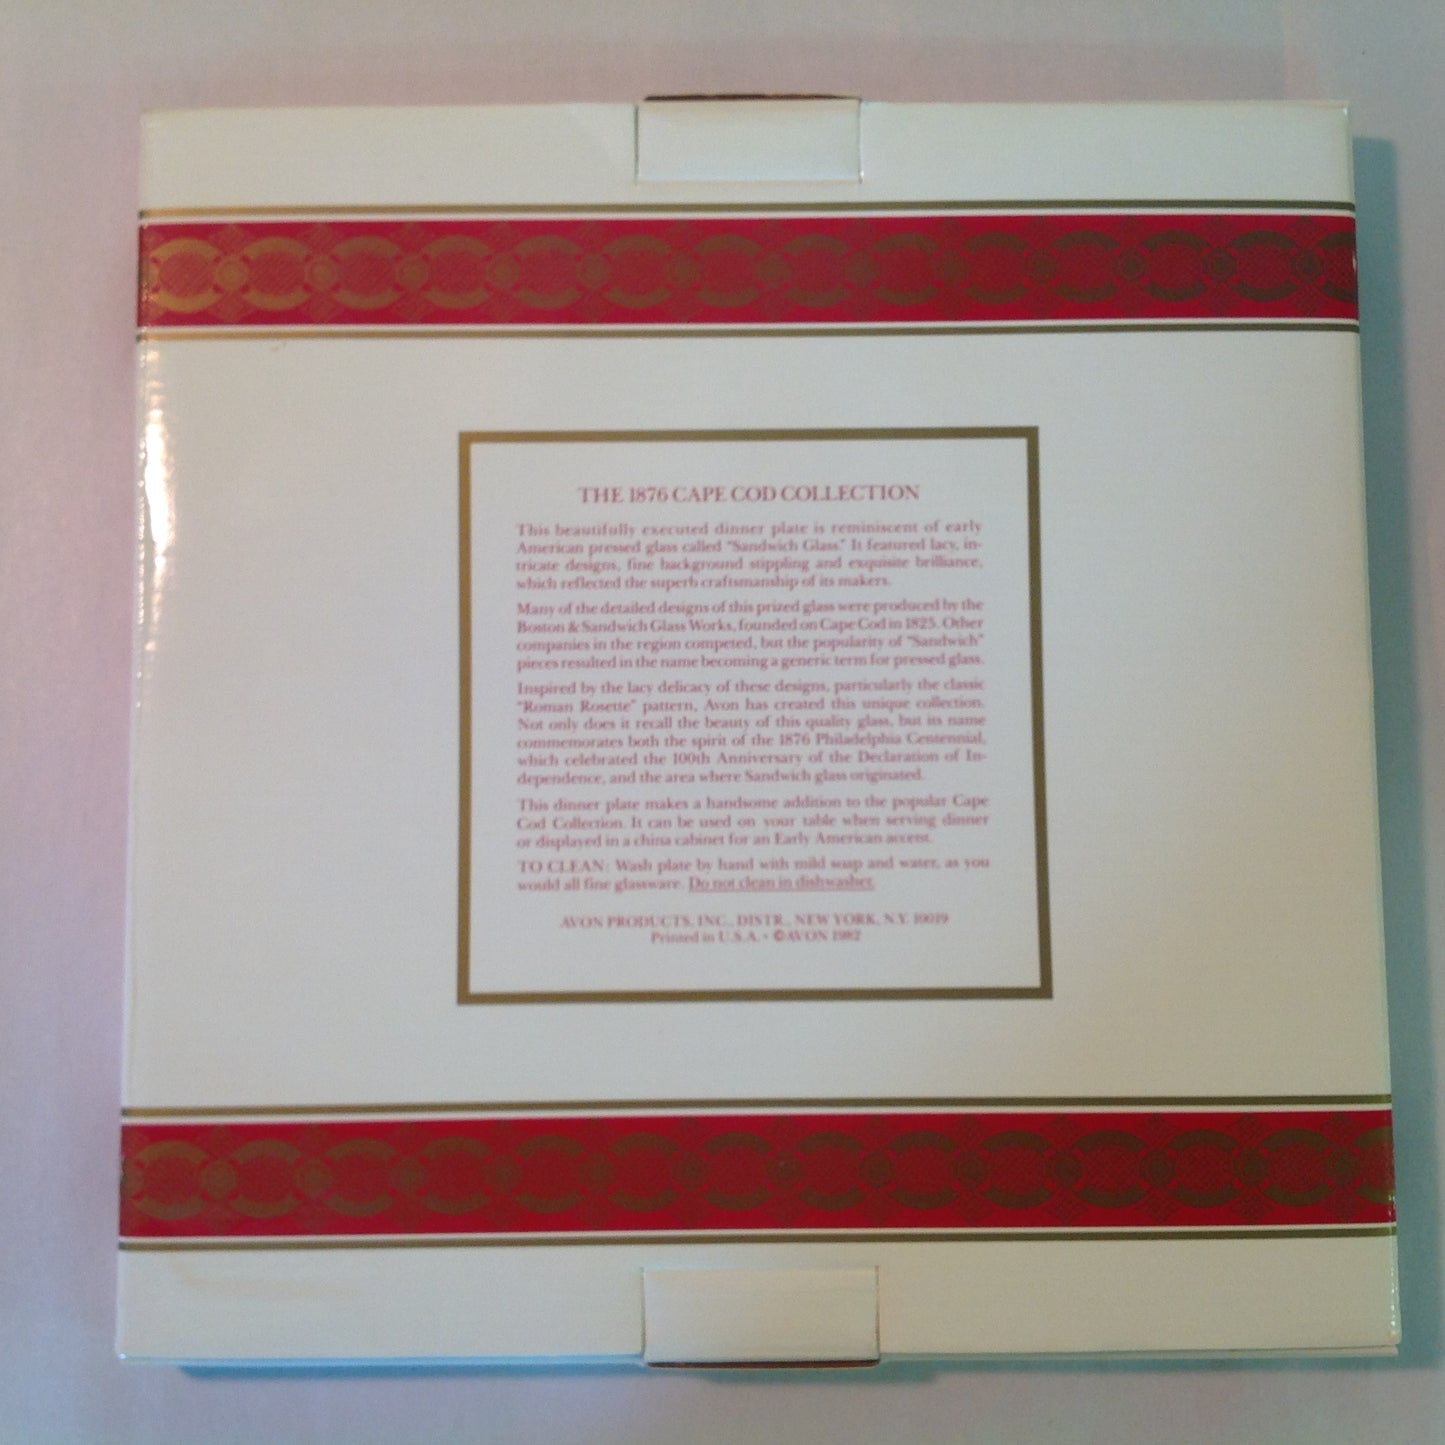 THE 1876 CAPE COD COLLECTION
This beautifully executed dinner plate is reminiscent of early
American pressed glass called "Sandwich Glass." It featured lacy, in-
tricate designs, fine background stippling and exquisite brilliance,
which reflected the superb craftsmanship of its makers.
Many of the detailed designs of this prized glass were produced by the
Boston & Sandwich Glass Works, founded on Cape Cod in 1825. Other
companies in the region competed, but the popularity of "Sandwich"
pieces resulted in the name becoming a generic term for pressed glass.
Inspired by the lacy delicacy of these designs, particularly the classic
"Roman Rosette" pattern, Avon has created this unique collection.
Not only does it recall the beauty of this quality glass, but its name
commemorates both the spirit of the 1876 Philadelphia Centennial,
which celebrated the 100th Anniversary of the Declaration of In-
dependence, and the area where Sandwich glass originated.
This dinner plate makes a handsome addition to the popular Cape
Cod Collection. It can be used on your table when serving dinner
or displayed in a china cabinet for an Early American accent.
TO CLEAN: Wash plate by hand with mild soap and water, as you
would all fine glassware. Do not clean in dishwasher.
AVON PRODUCTS, INC., DISTR., NEW YORK, N.Y. 10019
Printed in U.S.A. • ©AVON 1982